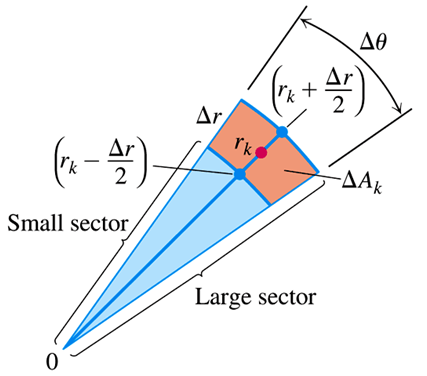 Δθ
(r_k + Δr/2)
Δr
r_k
(r_k − Δr/2)
ΔA_k
Small sector
Large sector
0